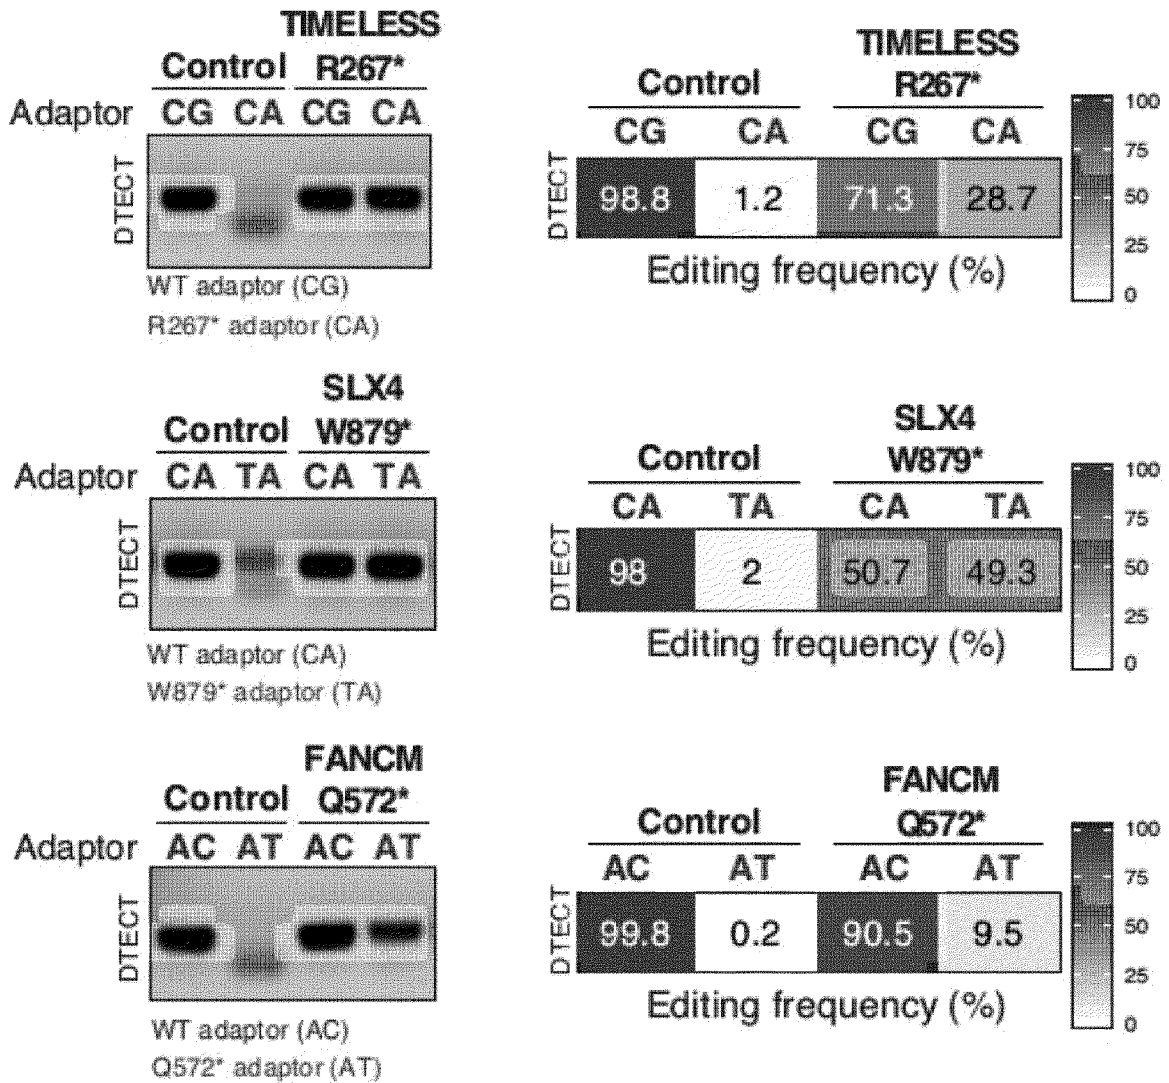 TIMELESS
Control R267*
Adaptor CG CA CG CA
DTECT
WT adaptor (CG)
R267* adaptor (CA)
TIMELESS
Control R267*
CG CA CG CA
DTECT 98.8 1.2 71.3 28.7
Editing frequency (%)
100
75
50
25
0
SLX4
Control W879*
Adaptor CA TA CA TA
DTECT
WT adaptor (CA)
W879* adaptor (TA)
SLX4
Control W879*
CA TA CA TA
DTECT 98 2 50.7 49.3
Editing frequency (%)
100
75
50
25
0
FANCM
Control Q572*
Adaptor AC AT AC AT
DTECT
WT adaptor (AC)
Q572* adaptor (AT)
FANCM
Control Q572*
AC AT AC AT
DTECT 99.8 0.2 90.5 9.5
Editing frequency (%)
100
75
50
25
0